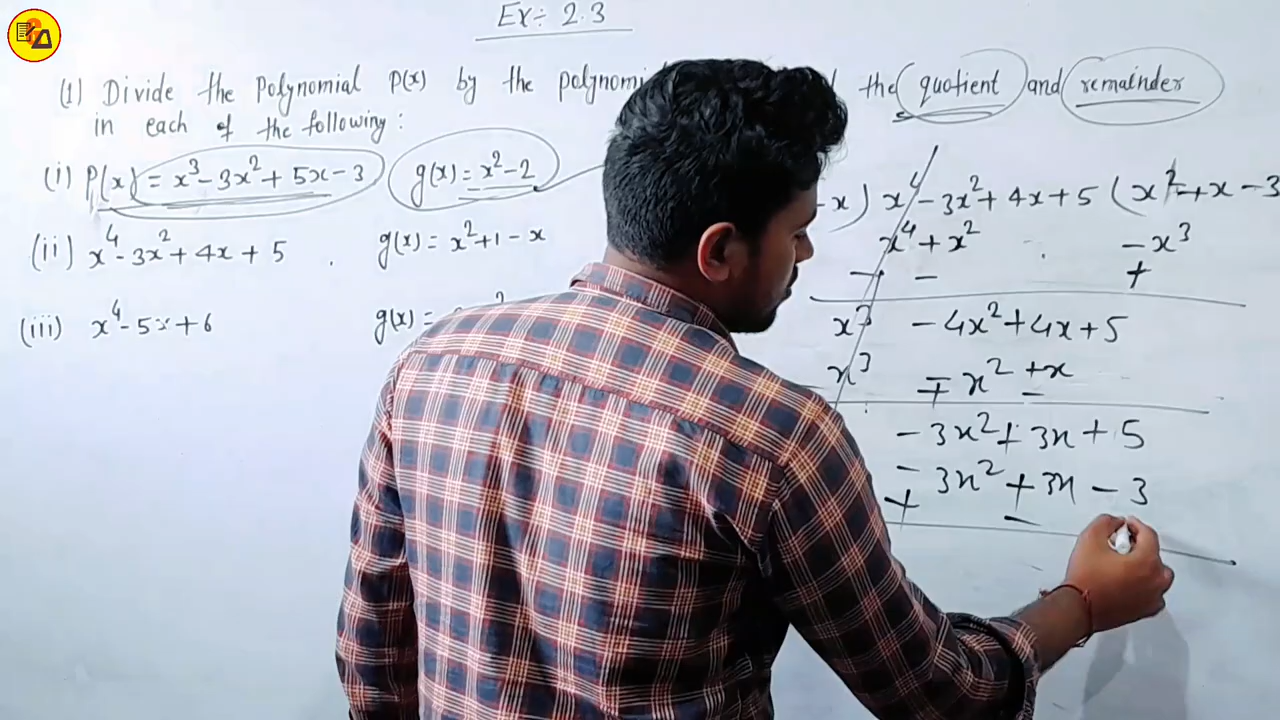 Ex÷ 2.3
(1) Divide the Polynomial P(x) by the polynomi the quotient and remainder
in each of the following:
(i) P(x) = x³ - 3x² + 5x - 3 g(x) = x² - 2
(ii) x⁴ - 3x² + 4x + 5 . g(x) = x² + 1 - x
(iii) x⁴ - 5x + 6 g(x) =
- x) x⁴ - 3x² + 4x + 5 (x² + x - 3
x⁴ + x² - x³
- - +
x³ - 4x² + 4x + 5
x³ ∓ x² + x
-
- 3x² + 3x + 5
- 3x² + 3x - 3
+ -